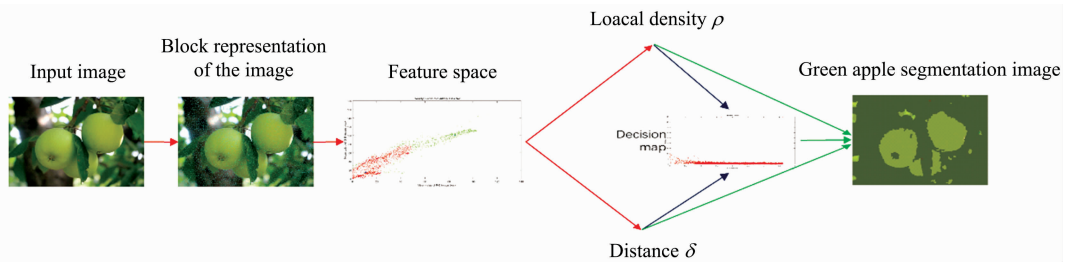 Input image
Block representation
of the image
Feature space
Loacal density ρ
Decision
map
Distance δ
Green apple segmentation image